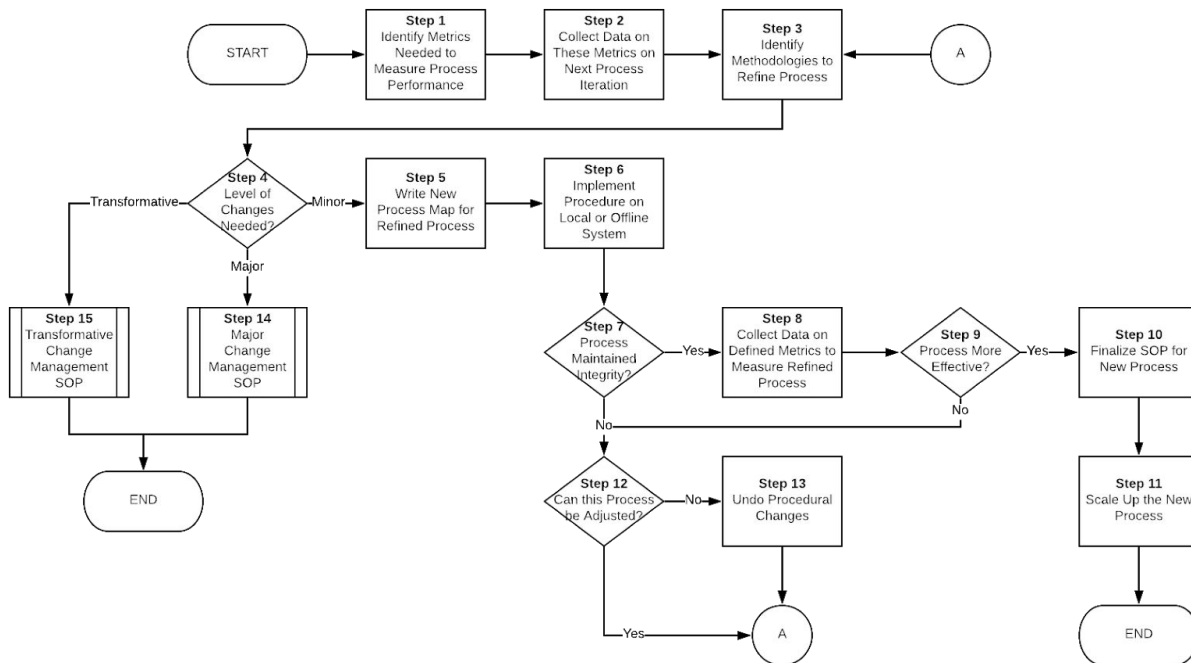 START
Step 1
Identify Metrics
Needed to
Measure Process
Performance
Step 2
Collect Data on
These Metrics on
Next Process
Iteration
Step 3
Identify
Methodologies to
Refine Process
A
Step 4
Level of
Changes
Needed?
Transformative
Minor
Major
Step 5
Write New
Process Map for
Refined Process
Step 6
Implement
Procedure on
Local or Offline
System
Step 15
Transformative
Change
Management
SOP
Step 14
Major
Change
Management
SOP
Step 7
Process
Maintained
Integrity?
Yes
No
Step 8
Collect Data on
Defined Metrics to
Measure Refined
Process
Step 9
Process More
Effective?
Yes
No
Step 10
Finalize SOP for
New Process
END
Step 12
Can this Process
be Adjusted?
No
Yes
Step 13
Undo Procedural
Changes
Step 11
Scale Up the New
Process
A
END